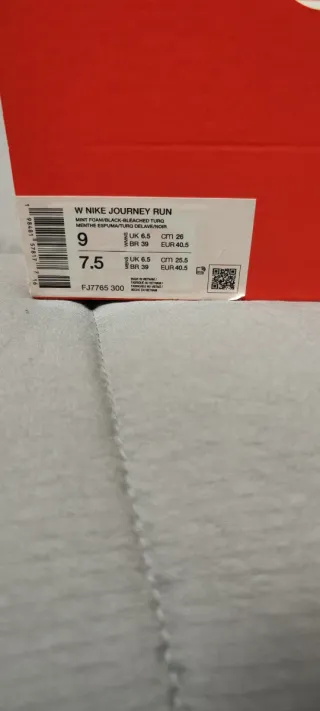 W NIKE JOURNEY RUN
MINT FOAM/BLACK-BLEACHED TURQ
MENTHE ESPUMA/TURQ DELAVE/NOIR
9 UK 6.5 cm 26
BR 39 EUR 40.5
7.5 UK 6.5 cm 25.5
BR 39 EUR 40.5
FJ7765 300